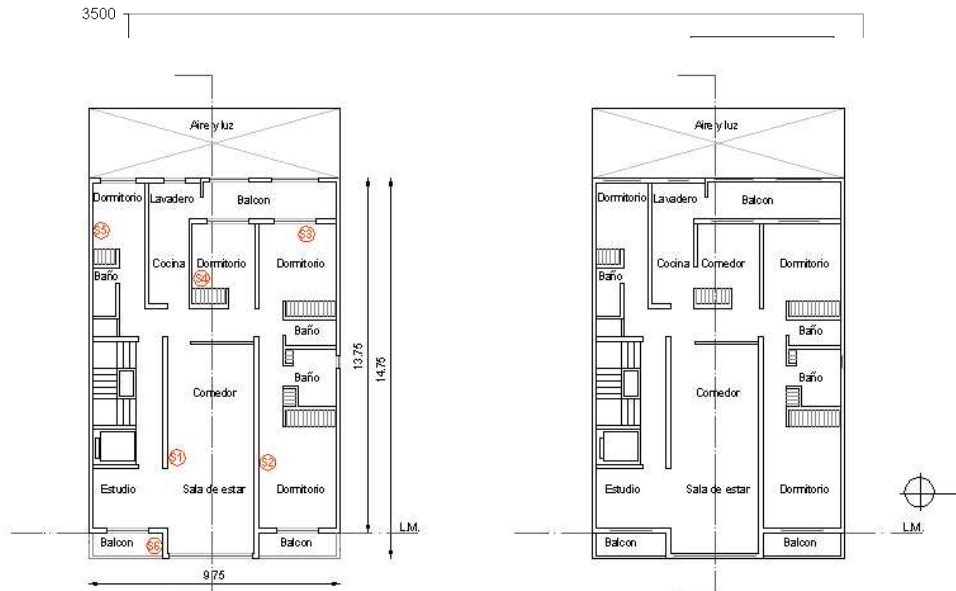 3500
Aire y luz
Dormitorio
Lavadero
Balcon
S5
S3
Cocina
Dormitorio
Dormitorio
S4
Baño
Baño
Baño
13.75
14.75
Comedor
S1
S2
Estudio
Sala de estar
Dormitorio
L.M.
Balcon
S6
Balcon
9.75
Aire y luz
Dormitorio
Lavadero
Balcon
Cocina
Comedor
Dormitorio
Baño
Baño
Baño
Comedor
Estudio
Sala de estar
Dormitorio
L.M.
Balcon
Balcon